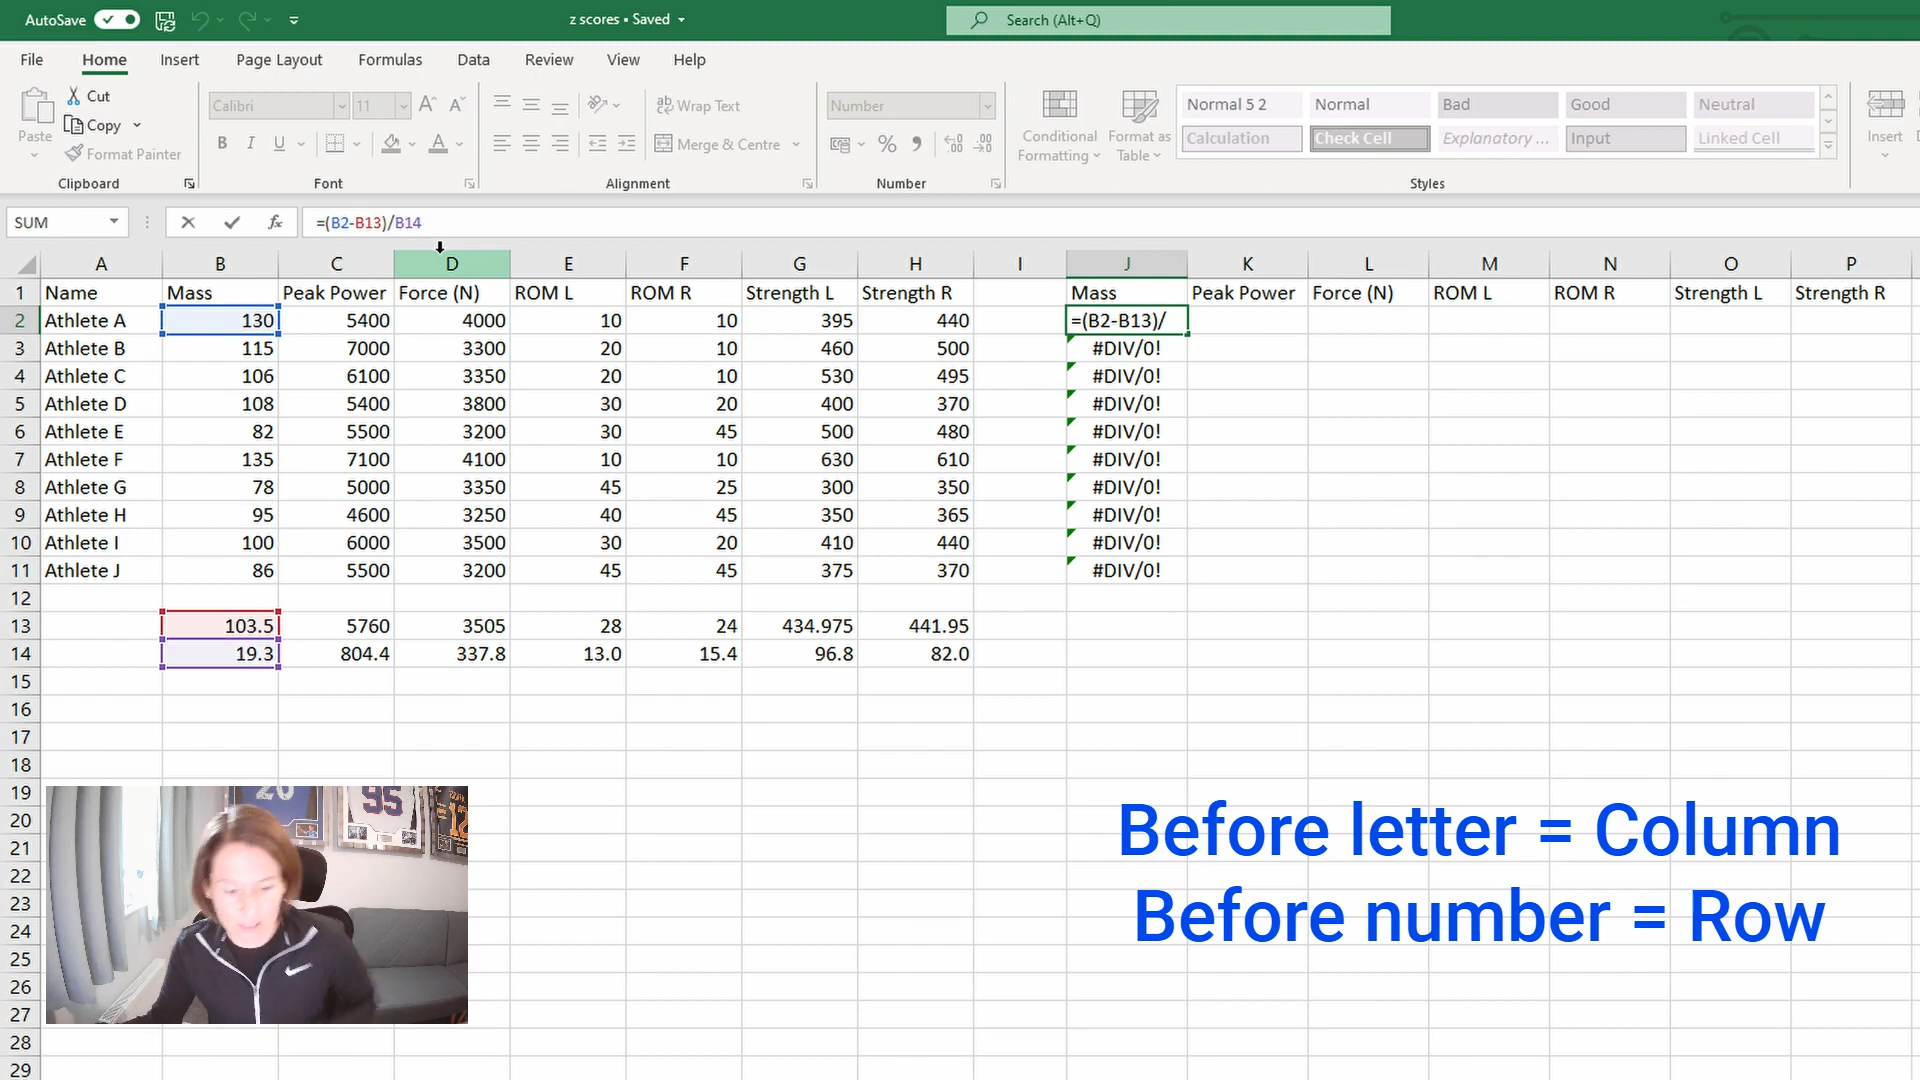 AutoSave
z scores • Saved
Search (Alt+Q)
File Home Insert Page Layout Formulas Data Review View Help
Paste
Cut
Copy
Format Painter
Clipboard
Calibri 11
B I U
Font
Wrap Text
Merge & Centre
Alignment
Number
Number
Conditional Formatting
Format as Table
Normal 5 2 Normal Bad Good Neutral
Calculation Check Cell Explanatory ... Input Linked Cell
Styles
Insert
SUM fx =(B2-B13)/B14
A B C D E F G H I J K L M N O P
1 Name Mass Peak Power Force (N) ROM L ROM R Strength L Strength R Mass Peak Power Force (N) ROM L ROM R Strength L Strength R
2 Athlete A 130 5400 4000 10 10 395 440 =(B2-B13)/
3 Athlete B 115 7000 3300 20 10 460 500 #DIV/0!
4 Athlete C 106 6100 3350 20 10 530 495 #DIV/0!
5 Athlete D 108 5400 3800 30 20 400 370 #DIV/0!
6 Athlete E 82 5500 3200 30 45 500 480 #DIV/0!
7 Athlete F 135 7100 4100 10 10 630 610 #DIV/0!
8 Athlete G 78 5000 3350 45 25 300 350 #DIV/0!
9 Athlete H 95 4600 3250 40 45 350 365 #DIV/0!
10 Athlete I 100 6000 3500 30 20 410 440 #DIV/0!
11 Athlete J 86 5500 3200 45 45 375 370 #DIV/0!
12
13 103.5 5760 3505 28 24 434.975 441.95
14 19.3 804.4 337.8 13.0 15.4 96.8 82.0
15
16
17
18
19
20
21
22
23
24
25
26
27
28
29
95
Before letter = Column
Before number = Row